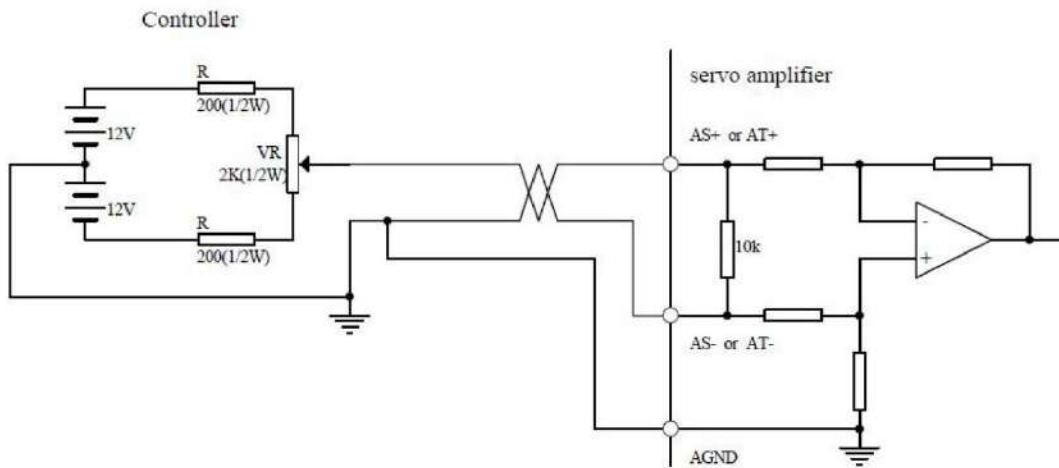 Controller
servo amplifier
R
200(1/2W)
AS+ or AT+
12V
VR
2K(1/2W)
-
12V
10k
+
R
200(1/2W)
AS- or AT-
AGND